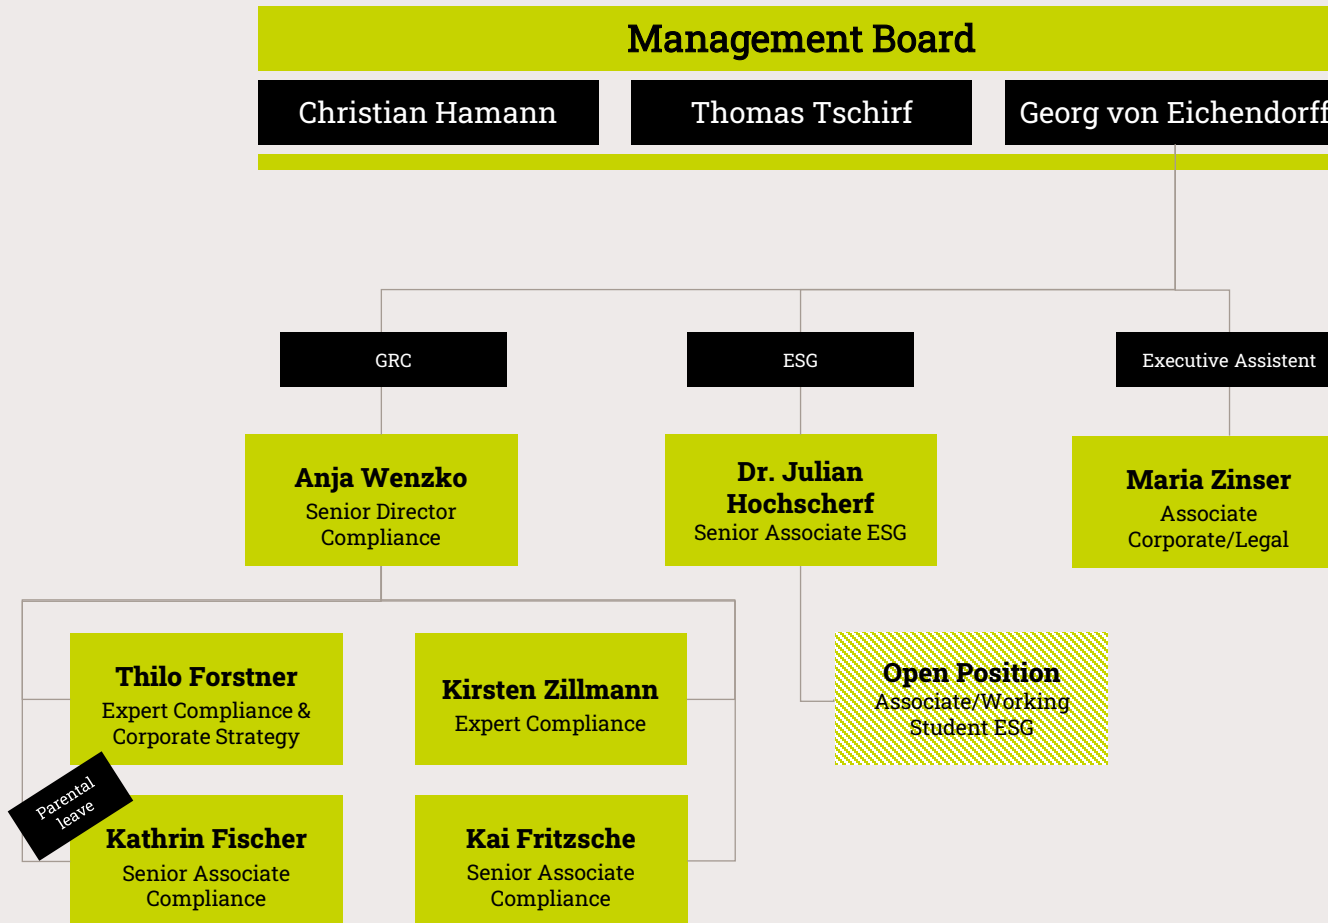 Management Board
Christian Hamann
Thomas Tschirf
Georg von Eichendorff
GRC
ESG
Executive Assistent
Anja Wenzko
Senior Director
Compliance
Dr. Julian
Hochscherf
Senior Associate ESG
Maria Zinser
Associate
Corporate/Legal
Thilo Forstner
Expert Compliance &
Corporate Strategy
Kirsten Zillmann
Expert Compliance
Open Position
Associate/Working
Student ESG
Parental
leave
Kathrin Fischer
Senior Associate
Compliance
Kai Fritzsche
Senior Associate
Compliance